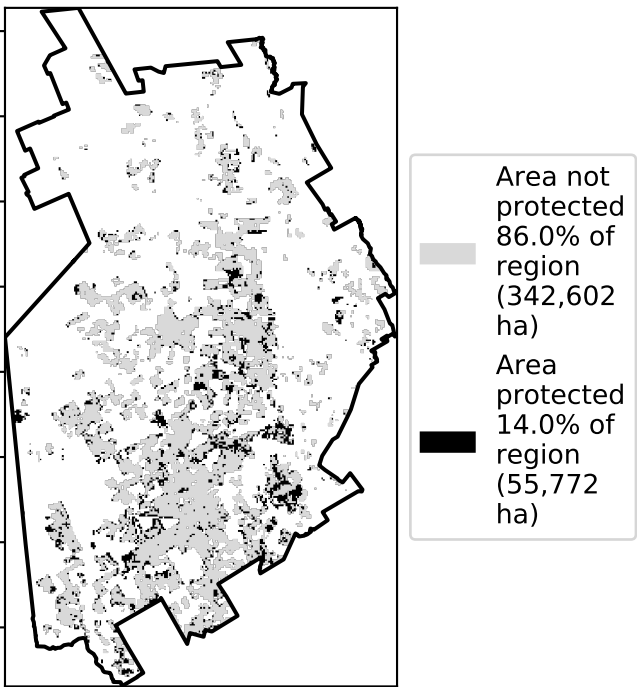 Area not
protected
86.0% of
region
(342,602
ha)
Area
protected
14.0% of
region
(55,772
ha)